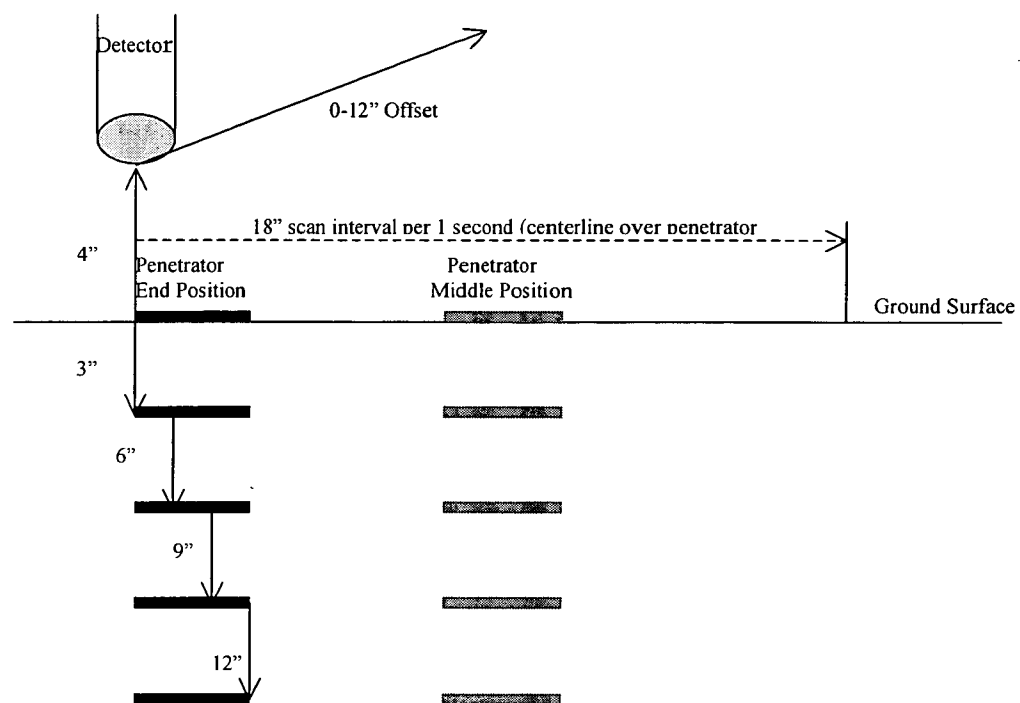 Detector
0-12” Offset
18” scan interval per 1 second (centerline over penetrator
4”
Penetrator
End Position
Penetrator
Middle Position
Ground Surface
3”
6”
9”
12”